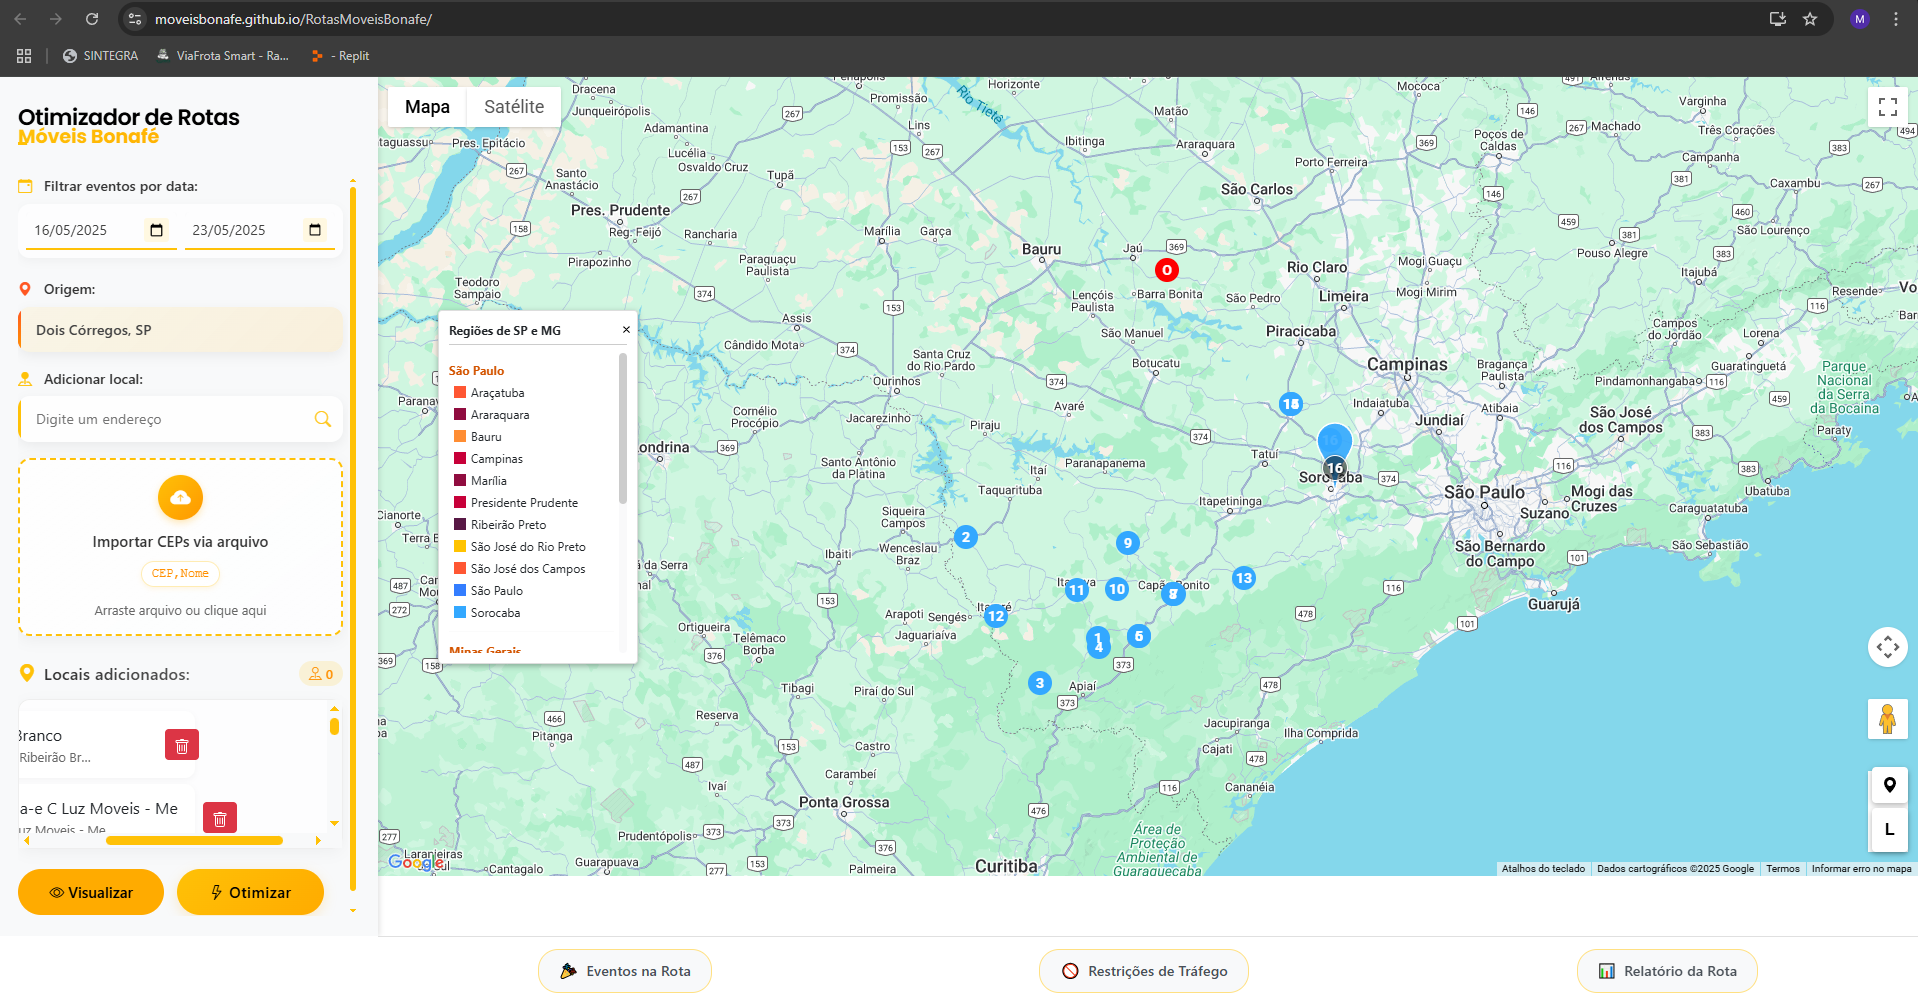 moveisbonafe.github.io/RotasMoveisBonafe/
M
SINTEGRA
ViaFrota Smart - Ra...
- Replit
Otimizador de Rotas
Móveis Bonafé
Filtrar eventos por data:
16/05/2025
23/05/2025
Origem:
Dois Córregos, SP
Adicionar local:
Digite um endereço
Importar CEPs via arquivo
CEP,Nome
Arraste arquivo ou clique aqui
Locais adicionados:
0
Branco
Ribeirão Br...
a-e C Luz Moveis - Me
uz Moveis - Me
Visualizar
Otimizar
Mapa
Satélite
Regiões de SP e MG
×
São Paulo
Araçatuba
Araraquara
Bauru
Campinas
Marília
Presidente Prudente
Ribeirão Preto
São José do Rio Preto
São José dos Campos
São Paulo
Sorocaba
Minas Gerais
Dracena
Junqueirópolis
Adamantina
Lucélia
Osvaldo Cruz
Pres. Epitácio
Santo
Anastácio
Tupã
Pres. Prudente
Reg. Feijó
Rancharia
Pirapozinho
Teodoro
Sampaio
Paraguaçu
Paulista
Marília
Garça
Promissão
Lins
Horizonte
Rio Tietê
Ibitinga
Matão
Araraquara
São Carlos
Porto Ferreira
Mococa
Poços de
Caldas
Varginha
Machado
Três Corações
Campanha
Caxambu
São Lourenço
Pouso Alegre
Itajubá
Resende
Bauru
Jaú
Barra Bonita
Lençóis
Paulista
São Manuel
Botucatu
São Pedro
Rio Claro
Limeira
Piracicaba
Mogi Guaçu
Mogi Mirim
Campinas
Bragança
Paulista
Campos
do Jordão
Lorena
Guaratinguetá
Pindamonhangaba
Parque
Nacional
da Serra
da Bocaina
Paraty
Assis
Cândido Mota
Santa Cruz
do Rio Pardo
Ourinhos
Jacarezinho
Cornélio
Procópio
Londrina
Santo Antônio
da Platina
Piraju
Avaré
Itaí
Taquarituba
Paranapanema
Tatuí
Itapetininga
Sorocaba
Indaiatuba
Jundiaí
Atibaia
São José
dos Campos
São Paulo
Mogi das
Cruzes
Suzano
São Bernardo
do Campo
Guarujá
Caraguatatuba
Ubatuba
São Sebastião
Siqueira
Campos
Wenceslau
Braz
Ibaiti
Cianorte
Arapoti
Sengés
Jaguariaíva
Ortigueira
Telêmaco
Borba
Tibagi
Piraí do Sul
Reserva
Pitanga
Castro
Carambeí
Ivaí
Ponta Grossa
Prudentópolis
Guarapuava
Laranjeiras
Cantagalo
Palmeira
Curitiba
Apiaí
Jacupiranga
Cajati
Cananéia
Ilha Comprida
Área de
Proteção
Ambiental de
Guaraqueçaba
O
1
2
3
4
9
10
11
12
13
16
L
Google
Atalhos do teclado
Dados cartográficos ©2025 Google
Termos
Informar erro no mapa
Eventos na Rota
Restrições de Tráfego
Relatório da Rota